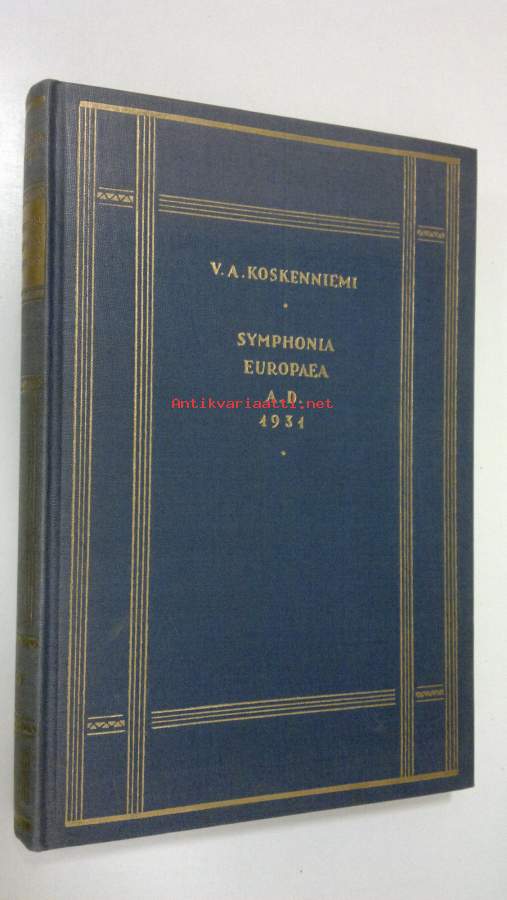 V. A. KOSKENNIEMI
SYMPHONIA
EUROPAEA
A. D.
Antikvariaatti.net
1931